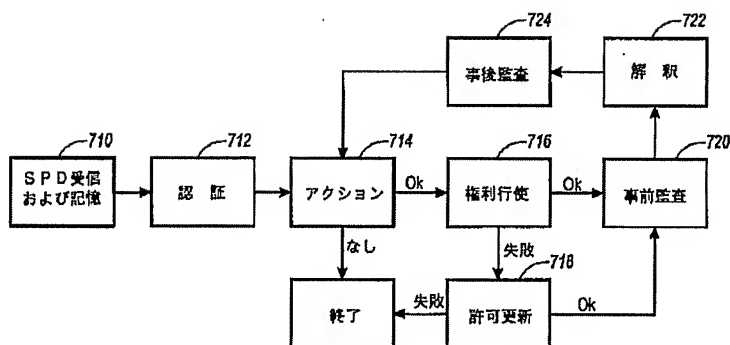 724
事後監査
722
解釈
710
SPD受信
および記憶
712
認証
714
アクション
Ok
716
権利行使
Ok
720
事前監査
なし
失敗
718
終了
失敗
許可更新
Ok